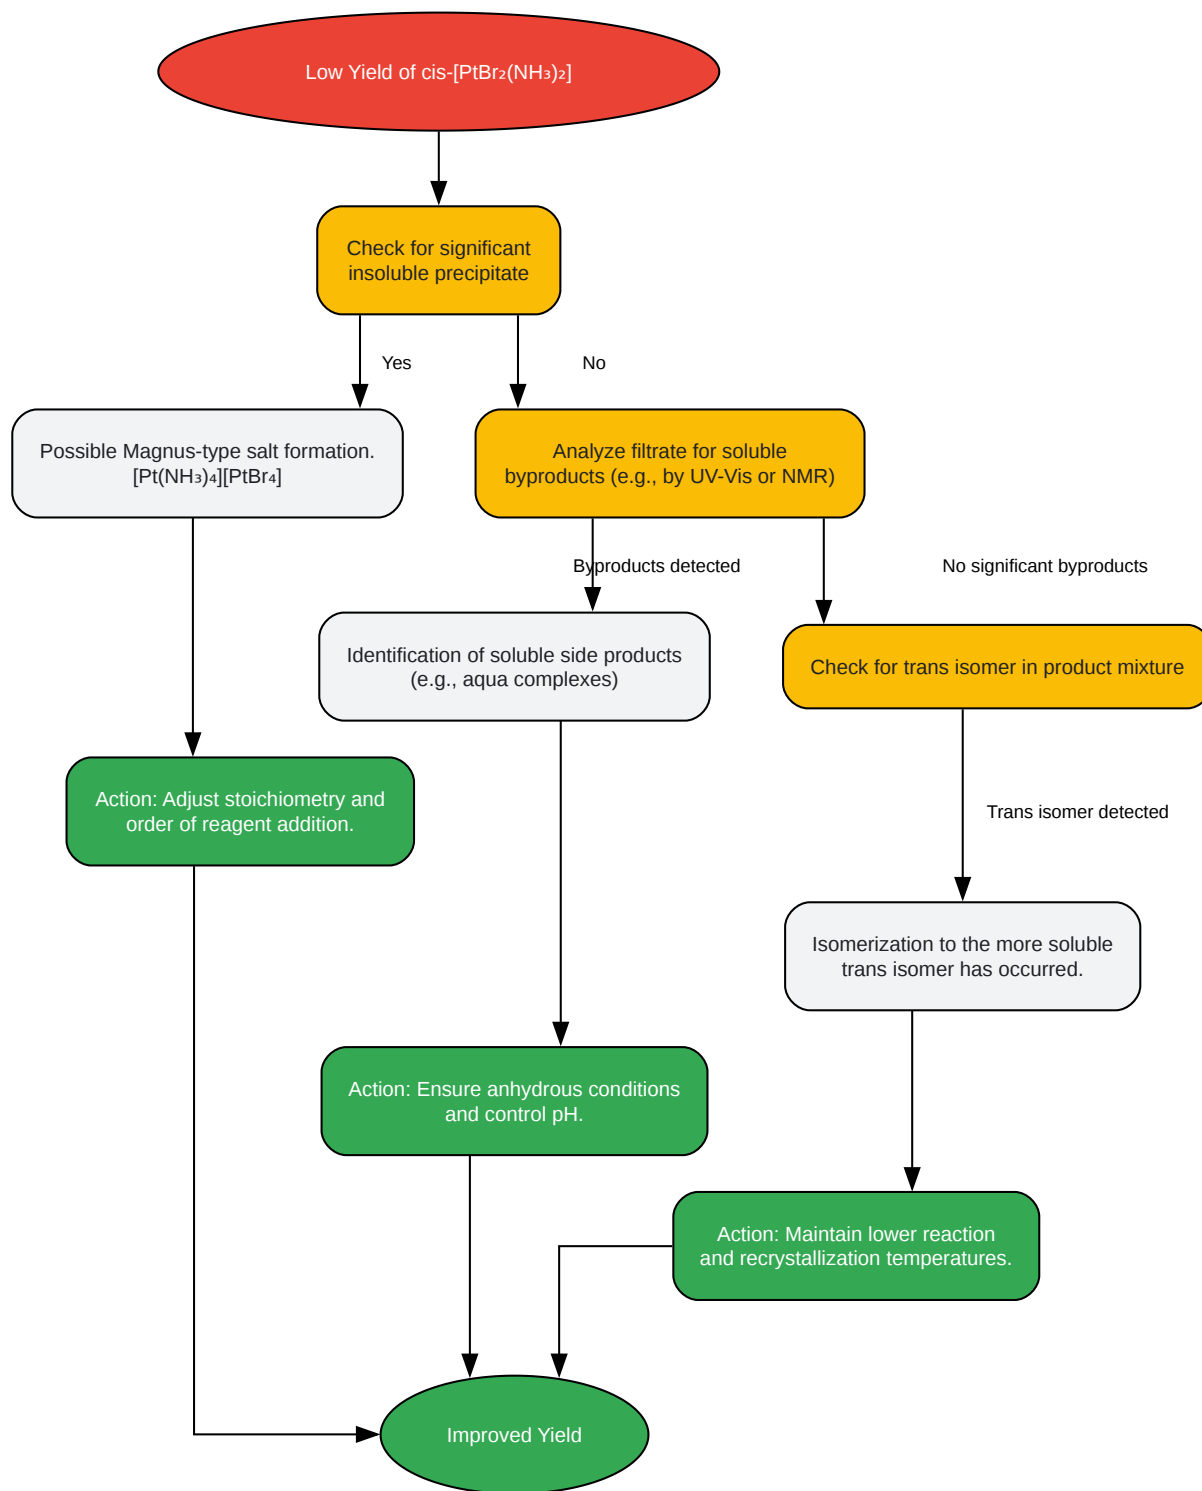 Low Yield of cis-[PtBr₂(NH₃)₂]
Check for significant
insoluble precipitate
Yes
No
Possible Magnus-type salt formation.
[Pt(NH₃)₄][PtBr₄]
Analyze filtrate for soluble
byproducts (e.g., by UV-Vis or NMR)
Byproducts detected
No significant byproducts
Identification of soluble side products
(e.g., aqua complexes)
Check for trans isomer in product mixture
Action: Adjust stoichiometry and
order of reagent addition.
Trans isomer detected
Isomerization to the more soluble
trans isomer has occurred.
Action: Ensure anhydrous conditions
and control pH.
Action: Maintain lower reaction
and recrystallization temperatures.
Improved Yield